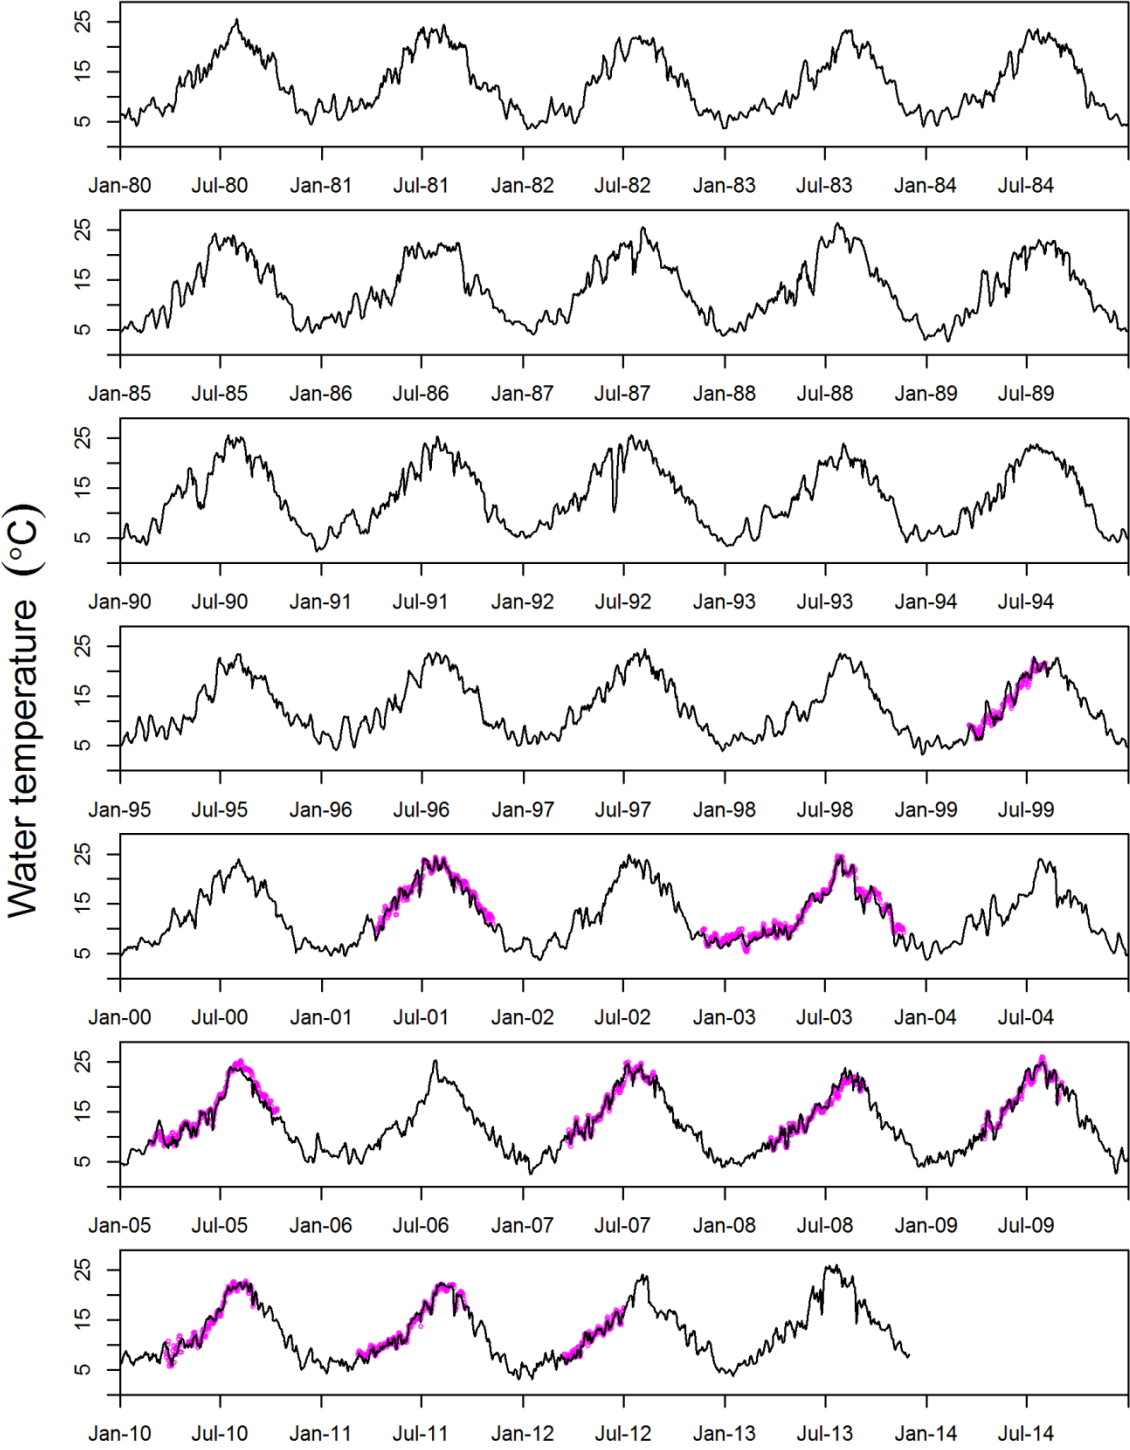 Water temperature (°C)
5 15 25
Jan-80 Jul-80 Jan-81 Jul-81 Jan-82 Jul-82 Jan-83 Jul-83 Jan-84 Jul-84
5 15 25
Jan-85 Jul-85 Jan-86 Jul-86 Jan-87 Jul-87 Jan-88 Jul-88 Jan-89 Jul-89
5 15 25
Jan-90 Jul-90 Jan-91 Jul-91 Jan-92 Jul-92 Jan-93 Jul-93 Jan-94 Jul-94
5 15 25
Jan-95 Jul-95 Jan-96 Jul-96 Jan-97 Jul-97 Jan-98 Jul-98 Jan-99 Jul-99
5 15 25
Jan-00 Jul-00 Jan-01 Jul-01 Jan-02 Jul-02 Jan-03 Jul-03 Jan-04 Jul-04
5 15 25
Jan-05 Jul-05 Jan-06 Jul-06 Jan-07 Jul-07 Jan-08 Jul-08 Jan-09 Jul-09
5 15 25
Jan-10 Jul-10 Jan-11 Jul-11 Jan-12 Jul-12 Jan-13 Jul-13 Jan-14 Jul-14